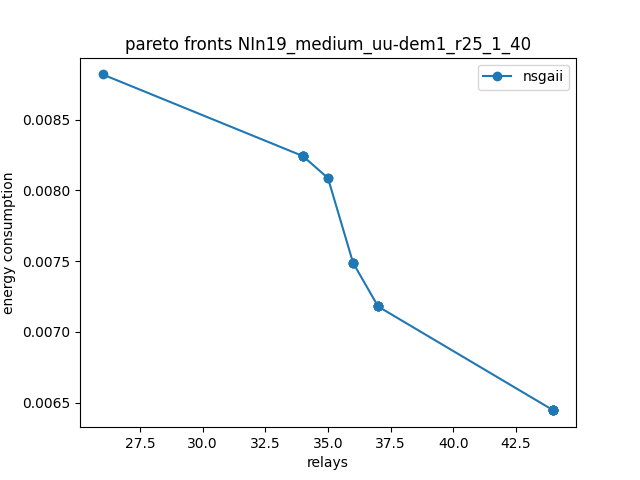 pareto fronts NIn19_medium_uu-dem1_r25_1_40
nsgaii
energy consumption
0.0085
0.0080
0.0075
0.0070
0.0065
27.5 30.0 32.5 35.0 37.5 40.0 42.5
relays